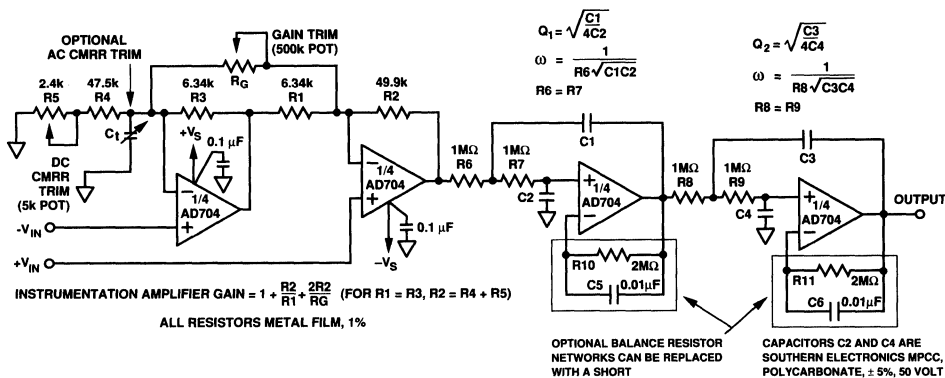 OPTIONAL
AC CMRR TRIM
GAIN TRIM
(500k POT)
Q1 = √C1/4C2
ω = 1/R6√C1C2
R6 = R7
Q2 = √C3/4C4
ω = 1/R8√C3C4
R8 = R9
2.4k
R5
47.5k
R4
6.34k
R3
RG
6.34k
R1
49.9k
R2
Ct
+VS
0.1 µF
DC
CMRR
TRIM
(5k POT)
−
1/4
AD704
+
−
1/4
AD704
+
0.1 µF
−VS
-VIN
+VIN
1MΩ
R6
1MΩ
R7
C1
C2
+
1/4
AD704
−
R10
2MΩ
C5
0.01µF
1MΩ
R8
1MΩ
R9
C3
C4
+
1/4
AD704
−
OUTPUT
R11
2MΩ
C6
0.01µF
INSTRUMENTATION AMPLIFIER GAIN = 1 + R2/R1 + 2R2/RG (FOR R1 = R3, R2 = R4 + R5)
ALL RESISTORS METAL FILM, 1%
OPTIONAL BALANCE RESISTOR
NETWORKS CAN BE REPLACED
WITH A SHORT
CAPACITORS C2 AND C4 ARE
SOUTHERN ELECTRONICS MPCC,
POLYCARBONATE, ± 5%, 50 VOLT